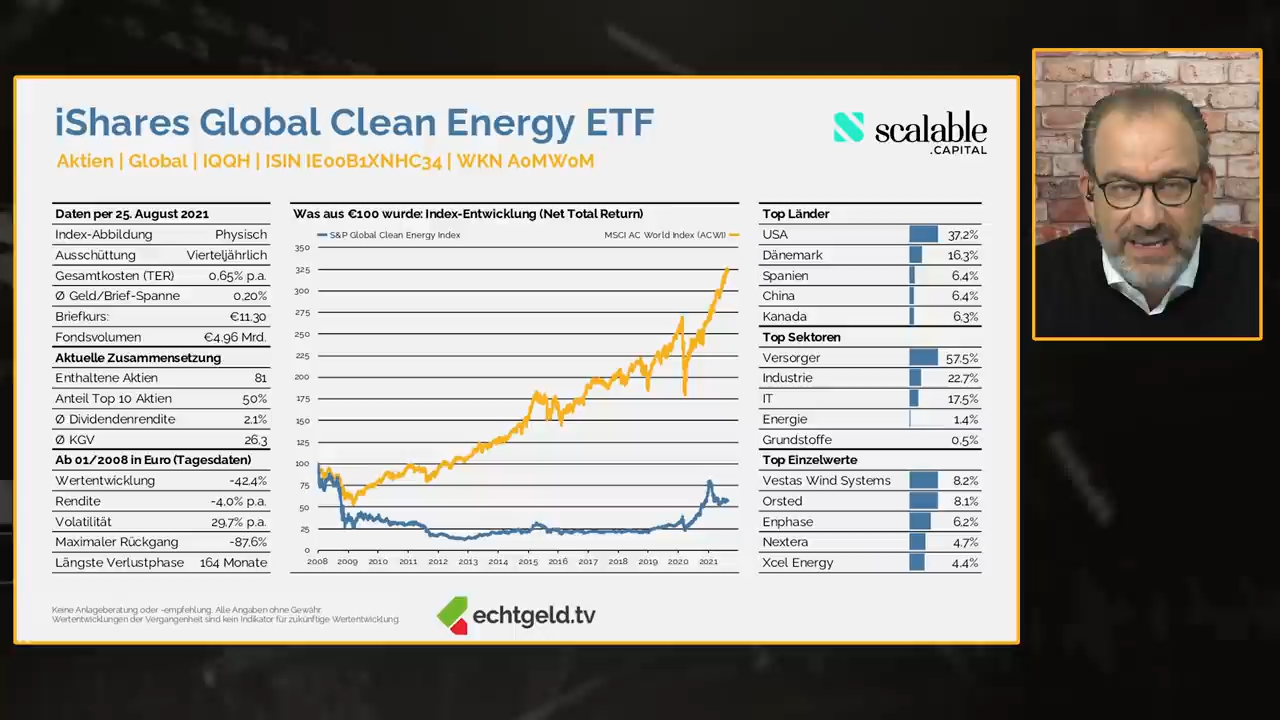 iShares Global Clean Energy ETF
Aktien | Global | IQQH | ISIN IE00B1XNHC34 | WKN A0MW0M
scalable
.CAPITAL
Daten per 25. August 2021
Index-Abbildung Physisch
Ausschüttung Vierteljährlich
Gesamtkosten (TER) 0,65% p.a.
Ø Geld/Brief-Spanne 0,20%
Briefkurs: €11.30
Fondsvolumen €4,96 Mrd.
Aktuelle Zusammensetzung
Enthaltene Aktien 81
Anteil Top 10 Aktien 50%
Ø Dividendenrendite 2.1%
Ø KGV 26,3
Ab 01/2008 in Euro (Tagesdaten)
Wertentwicklung -42.4%
Rendite -4,0% p.a.
Volatilität 29,7% p.a.
Maximaler Rückgang -87,6%
Längste Verlustphase 164 Monate
Was aus €100 wurde: Index-Entwicklung (Net Total Return)
S&P Global Clean Energy Index MSCI AC World Index (ACWI)
350
325
300
275
250
225
200
175
150
125
100
75
50
25
0
2008 2009 2010 2011 2012 2013 2014 2015 2016 2017 2018 2019 2020 2021
Top Länder
USA 37.2%
Dänemark 16.3%
Spanien 6.4%
China 6.4%
Kanada 6.3%
Top Sektoren
Versorger 57.5%
Industrie 22.7%
IT 17.5%
Energie 1.4%
Grundstoffe 0.5%
Top Einzelwerte
Vestas Wind Systems 8.2%
Orsted 8.1%
Enphase 6.2%
Nextera 4.7%
Xcel Energy 4.4%
Keine Anlageberatung oder -empfehlung. Alle Angaben ohne Gewähr.
Wertentwicklungen der Vergangenheit sind kein Indikator für zukünftige Wertentwicklung.
echtgeld.tv